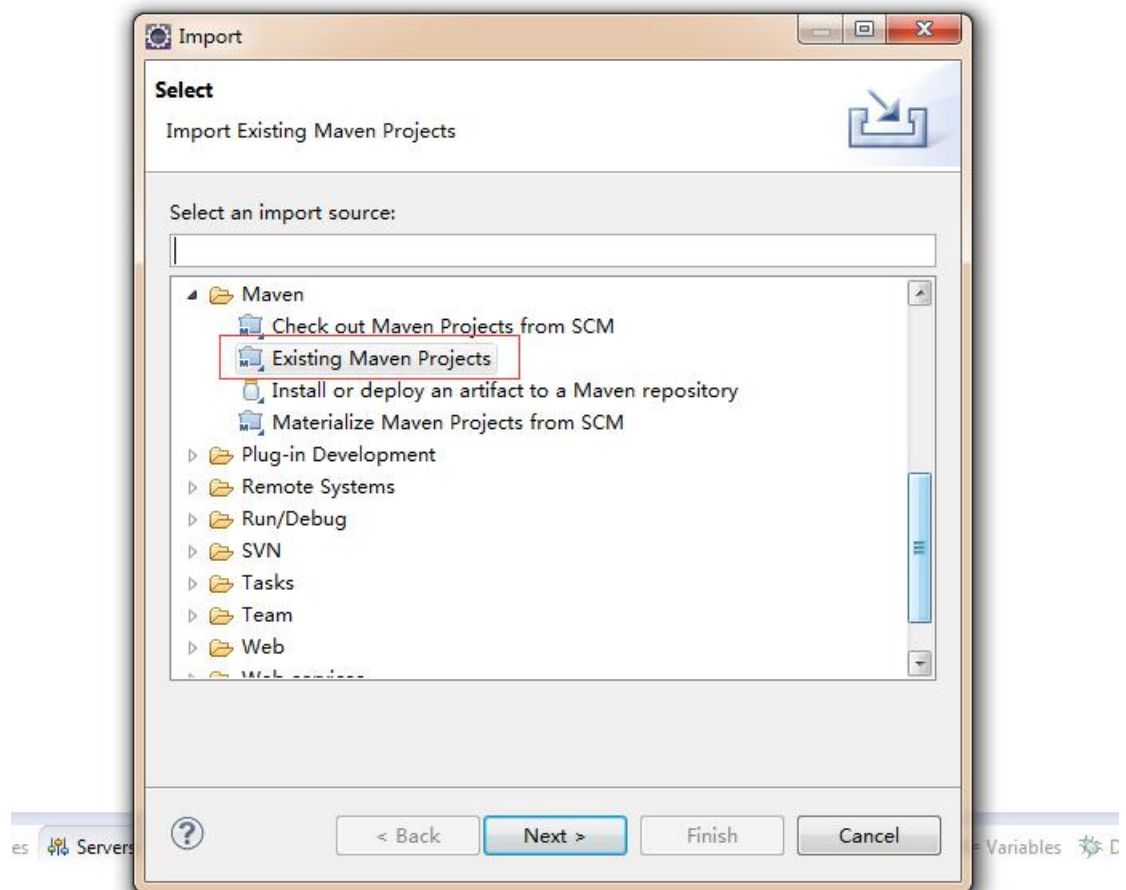 Import
Select
Import Existing Maven Projects
Select an import source:
Maven
Check out Maven Projects from SCM
Existing Maven Projects
Install or deploy an artifact to a Maven repository
Materialize Maven Projects from SCM
Plug-in Development
Remote Systems
Run/Debug
SVN
Tasks
Team
Web
Web services
< Back Next > Finish Cancel
es Servers Variables D